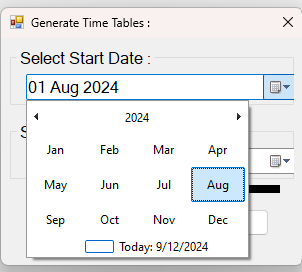 Generate Time Tables :
Select Start Date :
01 Aug 2024
2024
Jan Feb Mar Apr
May Jun Jul Aug
Sep Oct Nov Dec
Today: 9/12/2024